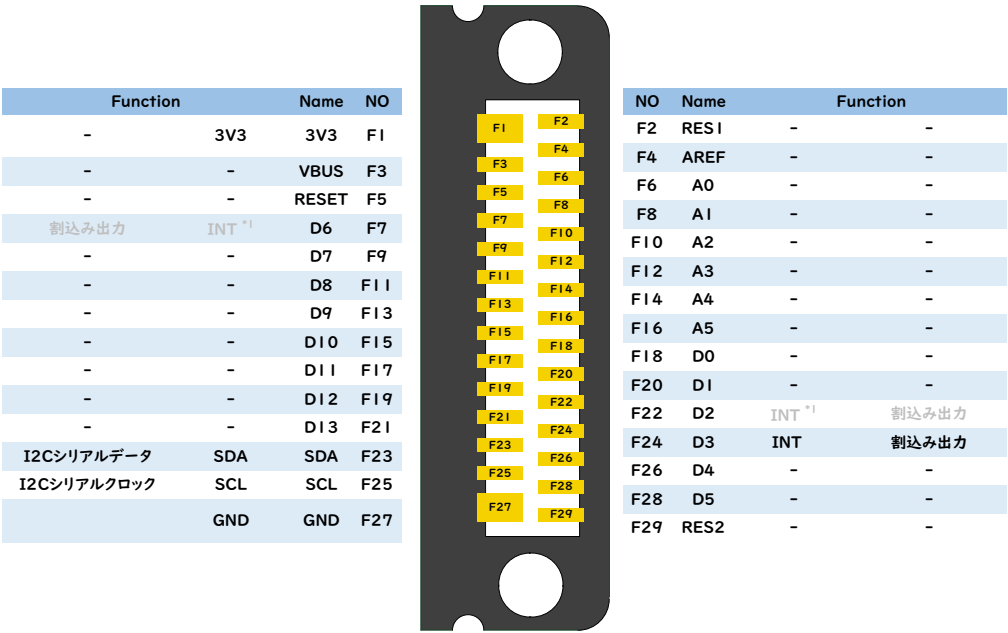 Function Name NO
- 3V3 3V3 F1
- - VBUS F3
- - RESET F5
割込み出力 INT *1 D6 F7
- - D7 F9
- - D8 F11
- - D9 F13
- - D10 F15
- - D11 F17
- - D12 F19
- - D13 F21
I2Cシリアルデータ SDA SDA F23
I2Cシリアルクロック SCL SCL F25
GND GND F27
F1 F2
F4
F3
F6
F5
F8
F7
F10
F9
F12
F11
F14
F13
F16
F15
F18
F17
F20
F19
F22
F21
F24
F23
F26
F25
F28
F27
F29
NO Name Function
F2 RES1 - -
F4 AREF - -
F6 A0 - -
F8 A1 - -
F10 A2 - -
F12 A3 - -
F14 A4 - -
F16 A5 - -
F18 D0 - -
F20 D1 - -
F22 D2 INT *1 割込み出力
F24 D3 INT 割込み出力
F26 D4 - -
F28 D5 - -
F29 RES2 - -